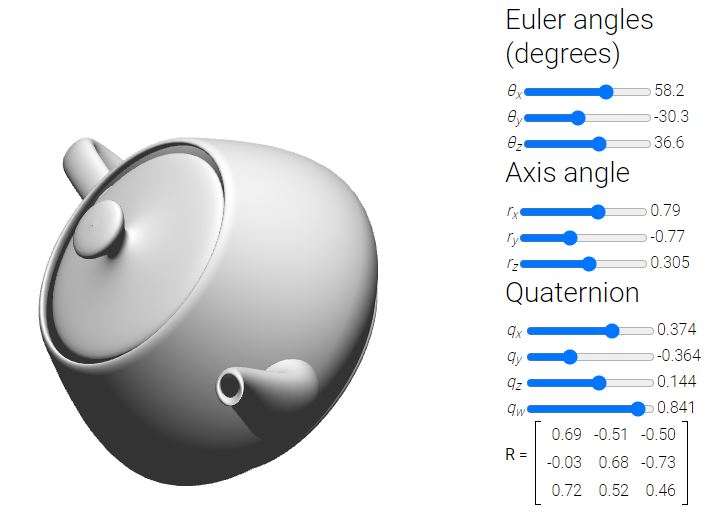 Euler angles
(degrees)
θx 58.2
θy -30.3
θz 36.6
Axis angle
rx 0.79
ry -0.77
rz 0.305
Quaternion
qx 0.374
qy -0.364
qz 0.144
qw 0.841
R =
0.69 -0.51 -0.50
-0.03 0.68 -0.73
0.72 0.52 0.46